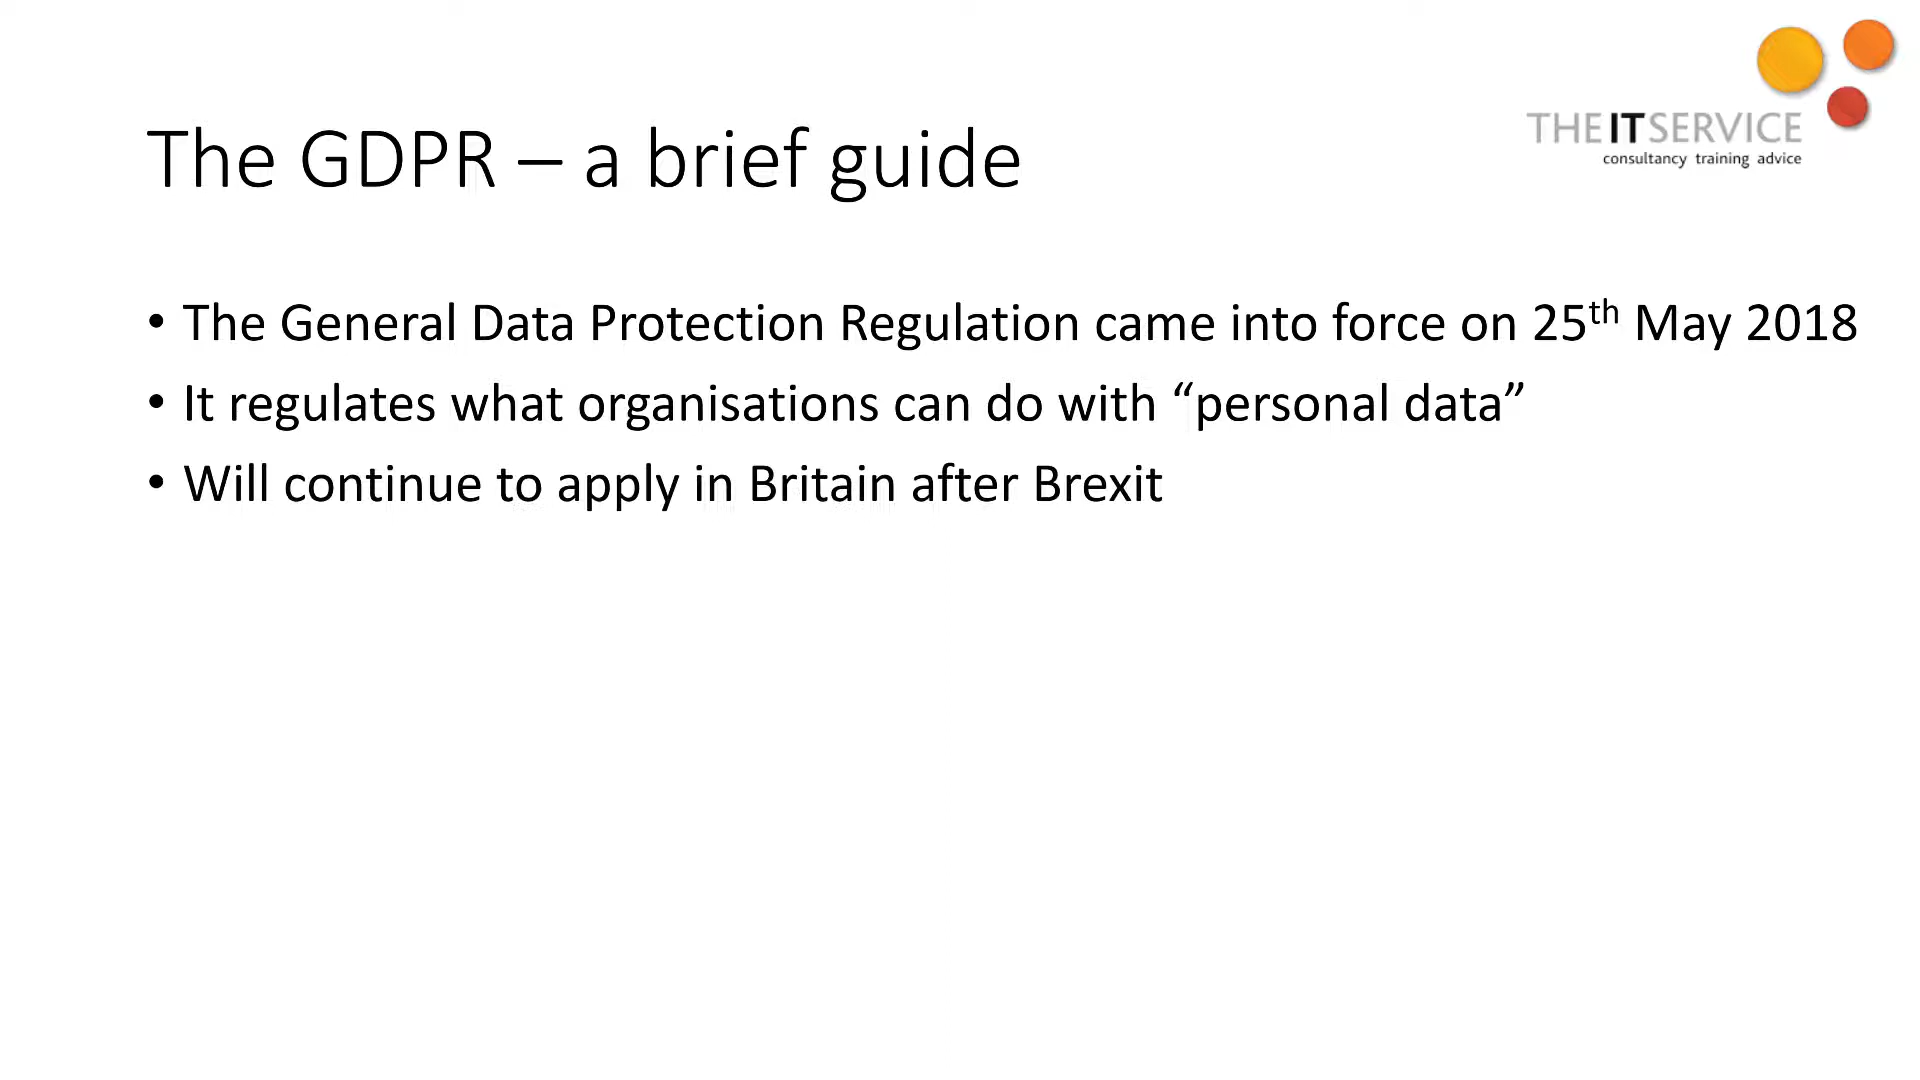 THE IT SERVICE
consultancy training advice
The GDPR – a brief guide
• The General Data Protection Regulation came into force on 25th May 2018
• It regulates what organisations can do with “personal data”
• Will continue to apply in Britain after Brexit